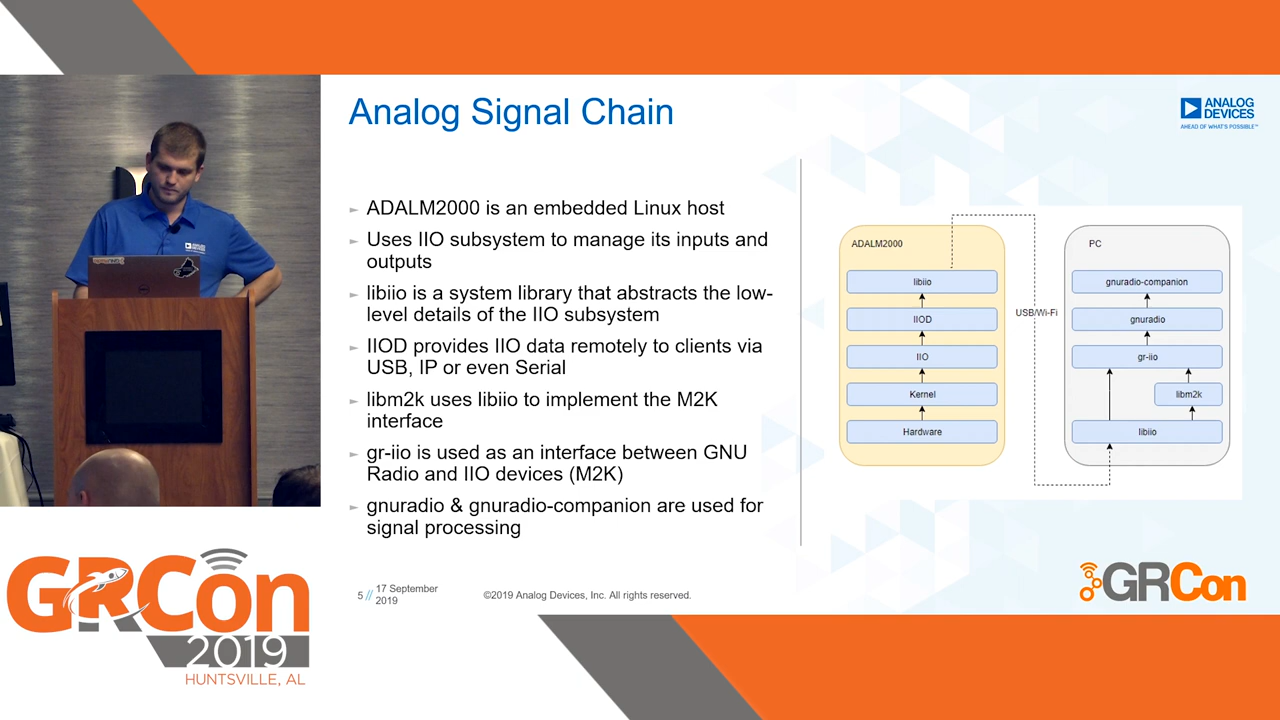 Analog Signal Chain
ANALOG
DEVICES
AHEAD OF WHAT'S POSSIBLE™
► ADALM2000 is an embedded Linux host
► Uses IIO subsystem to manage its inputs and
outputs
► libiio is a system library that abstracts the low-
level details of the IIO subsystem
► IIOD provides IIO data remotely to clients via
USB, IP or even Serial
► libm2k uses libiio to implement the M2K
interface
► gr-iio is used as an interface between GNU
Radio and IIO devices (M2K)
► gnuradio & gnuradio-companion are used for
signal processing
ADALM2000
libiio
IIOD
IIO
Kernel
Hardware
USB/Wi-Fi
PC
gnuradio-companion
gnuradio
gr-iio
libm2k
libiio
5 // 17 September
2019
©2019 Analog Devices, Inc. All rights reserved.
GRCon
ANALOG
DEVICES
GRCon
2019
HUNTSVILLE, AL